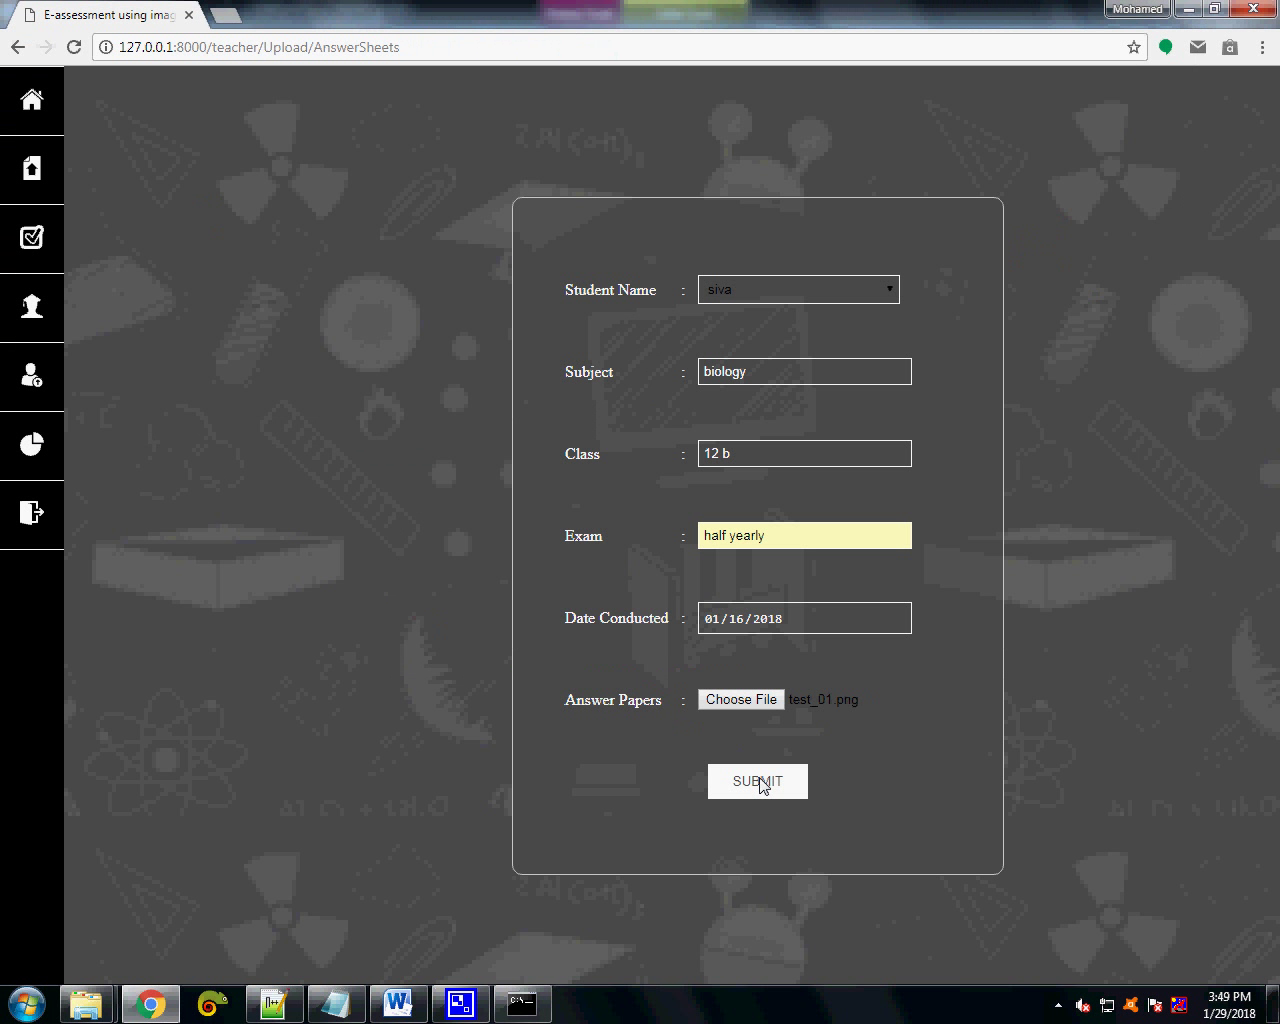 E-assessment using imag
Mohamed
127.0.0.1:8000/teacher/Upload/AnswerSheets
Student Name : siva
Subject : biology
Class : 12 b
Exam : half yearly
Date Conducted : 01/16/2018
Answer Papers : Choose File test_01.png
SUBMIT
3:49 PM
1/29/2018